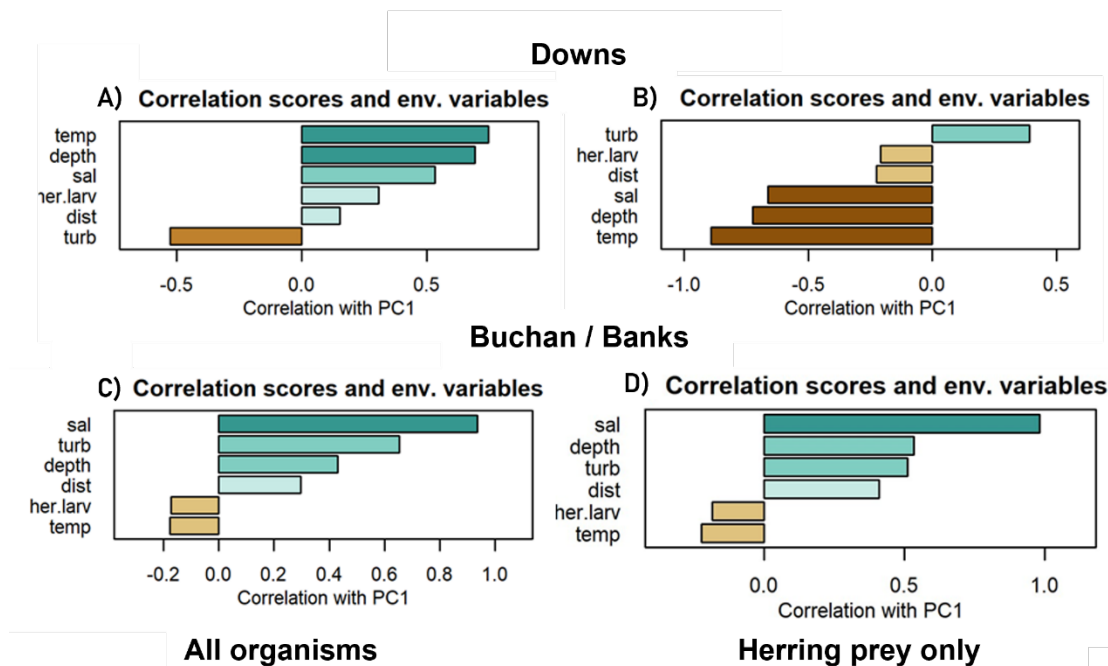 Downs
A) Correlation scores and env. variables
temp
depth
sal
her.larv
dist
turb
-0.5 0.0 0.5
Correlation with PC1
B) Correlation scores and env. variables
turb
her.larv
dist
sal
depth
temp
-1.0 -0.5 0.0 0.5
Correlation with PC1
Buchan / Banks
C) Correlation scores and env. variables
sal
turb
depth
dist
her.larv
temp
-0.2 0.0 0.2 0.4 0.6 0.8 1.0
Correlation with PC1
D) Correlation scores and env. variables
sal
depth
turb
dist
her.larv
temp
0.0 0.5 1.0
Correlation with PC1
All organisms
Herring prey only